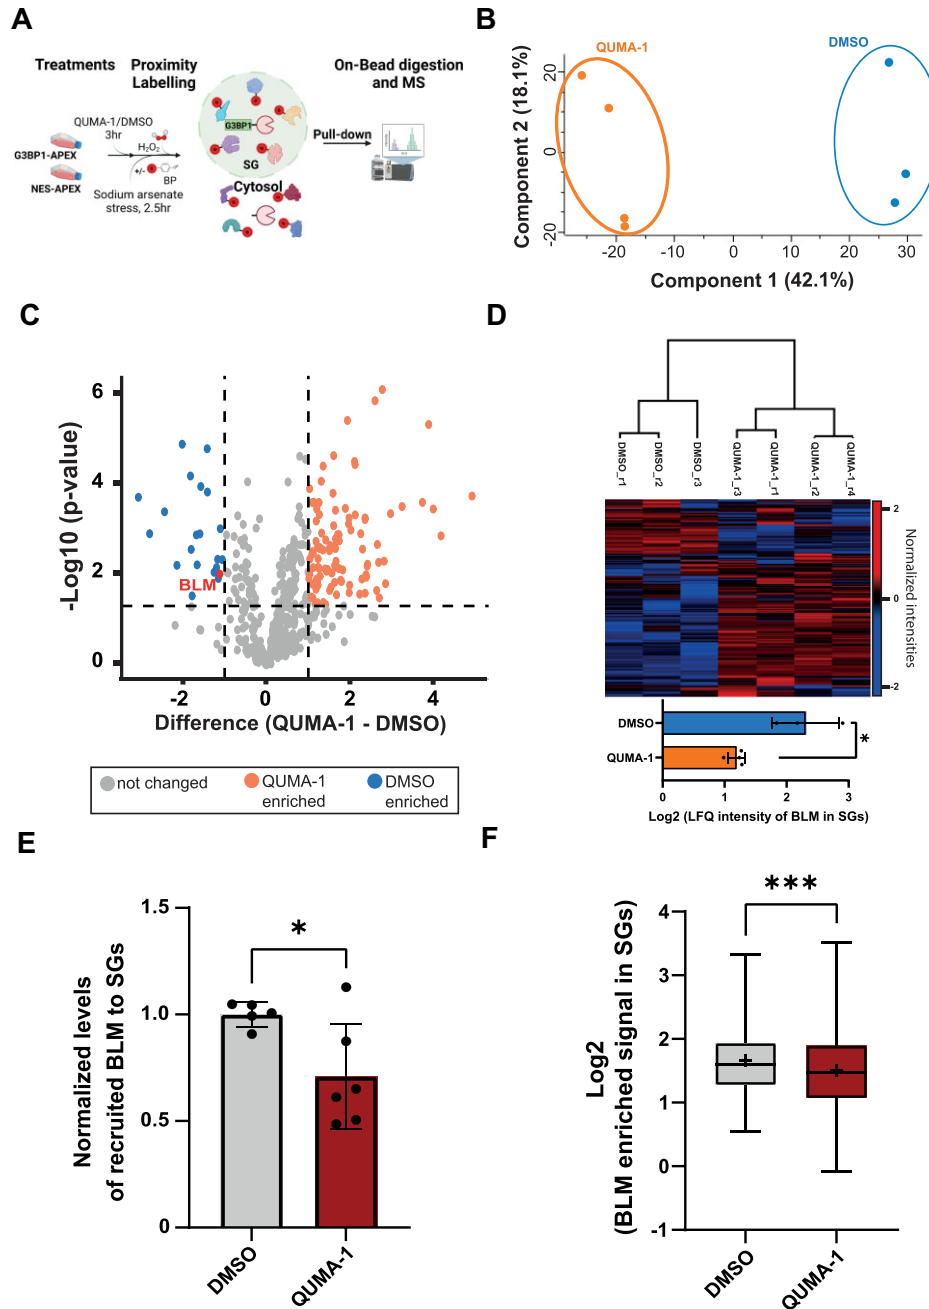 A
Treatments
Proximity
Labelling
On-Bead digestion
and MS
QUMA-1/DMSO
3hr
H2O2
G3BP1-APEX
+/-
BP
NES-APEX
Sodium arsenate
stress, 2.5hr
G3BP1
SG
Cytosol
Pull-down
B
QUMA-1
DMSO
Component 2 (18.1%)
20
0
-20
-20
-10
0
10
20
30
Component 1 (42.1%)
C
-Log10 (p-value)
6
4
2
0
BLM
-2
0
2
4
Difference (QUMA-1 - DMSO)
not changed
QUMA-1
enriched
DMSO
enriched
D
DMSO_r1
DMSO_r2
DMSO_r3
QUMA-1_r3
QUMA-1_r1
QUMA-1_r2
QUMA-1_r4
2
0
-2
Normalized intensities
DMSO
QUMA-1
*
0
1
2
3
Log2 (LFQ intensity of BLM in SGs)
E
Normalized levels
of recruited BLM to SGs
1.5
1.0
0.5
0
*
DMSO
QUMA-1
F
Log2
(BLM enriched signal in SGs)
4
3
2
1
0
-1
***
DMSO
QUMA-1